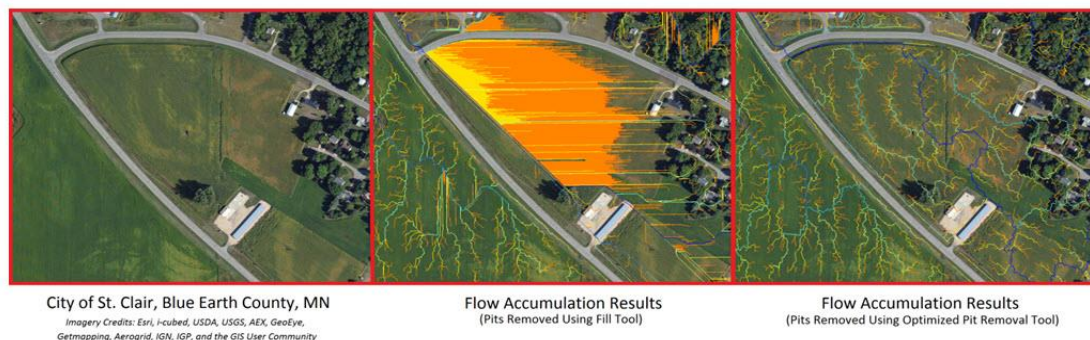 City of St. Clair, Blue Earth County, MN
Imagery Credits: Esri, i-cubed, USDA, USGS, AEX, GeoEye,
Getmapping, Aerogrid, IGN, IGP, and the GIS User Community
Flow Accumulation Results
(Pits Removed Using Fill Tool)
Flow Accumulation Results
(Pits Removed Using Optimized Pit Removal Tool)